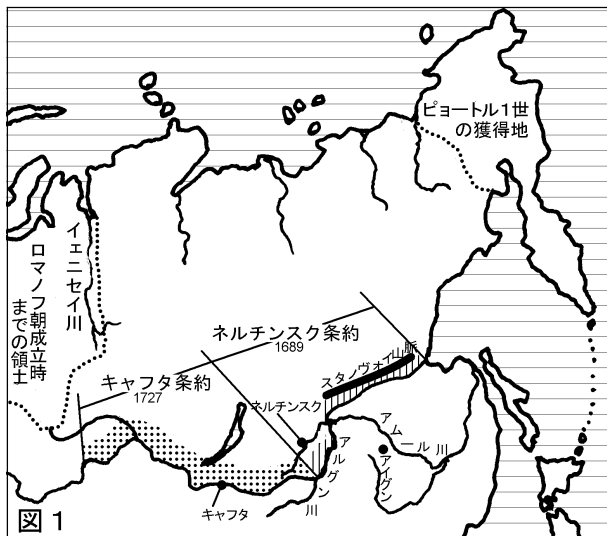 ピョートル1世
の獲得地
イェニセイ川
ロマノフ朝成立時
までの領土
ネルチンスク条約
1689
スタノヴォイ山脈
キャフタ条約
1727
ネルチンスク
アムール川
アルグン川
アイグン
キャフタ
図1